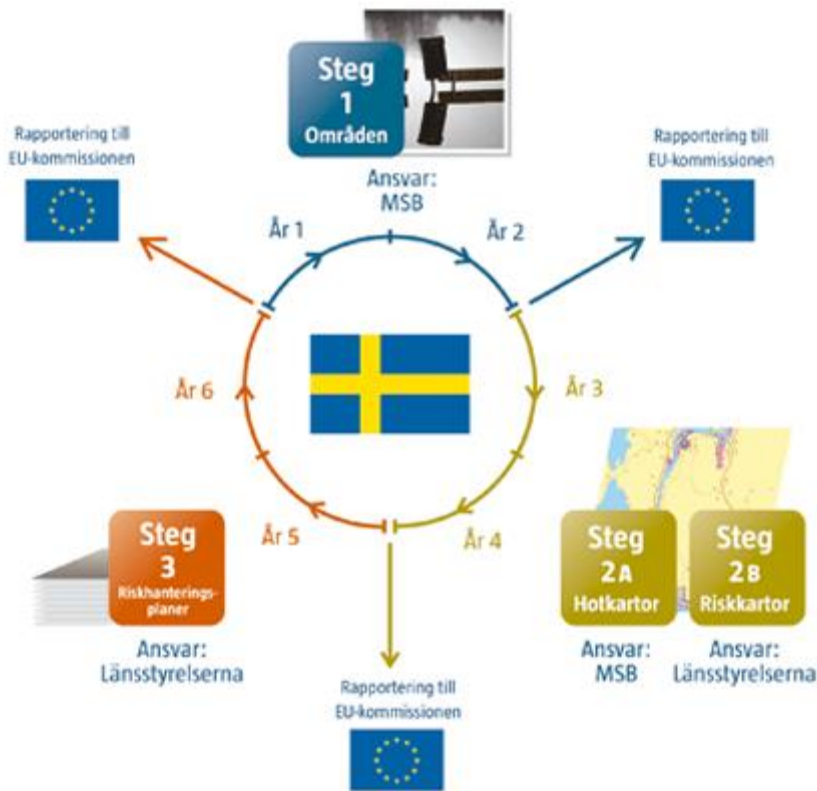 Steg
1
Områden
Ansvar:
MSB
Rapportering till
EU-kommissionen
Rapportering till
EU-kommissionen
År 1
År 2
År 6
År 3
År 5
År 4
Steg
3
Riskhanterings-
planer
Ansvar:
Länsstyrelserna
Steg
2A
Hotkartor
Ansvar:
MSB
Steg
2B
Riskkartor
Ansvar:
Länsstyrelserna
Rapportering till
EU-kommissionen